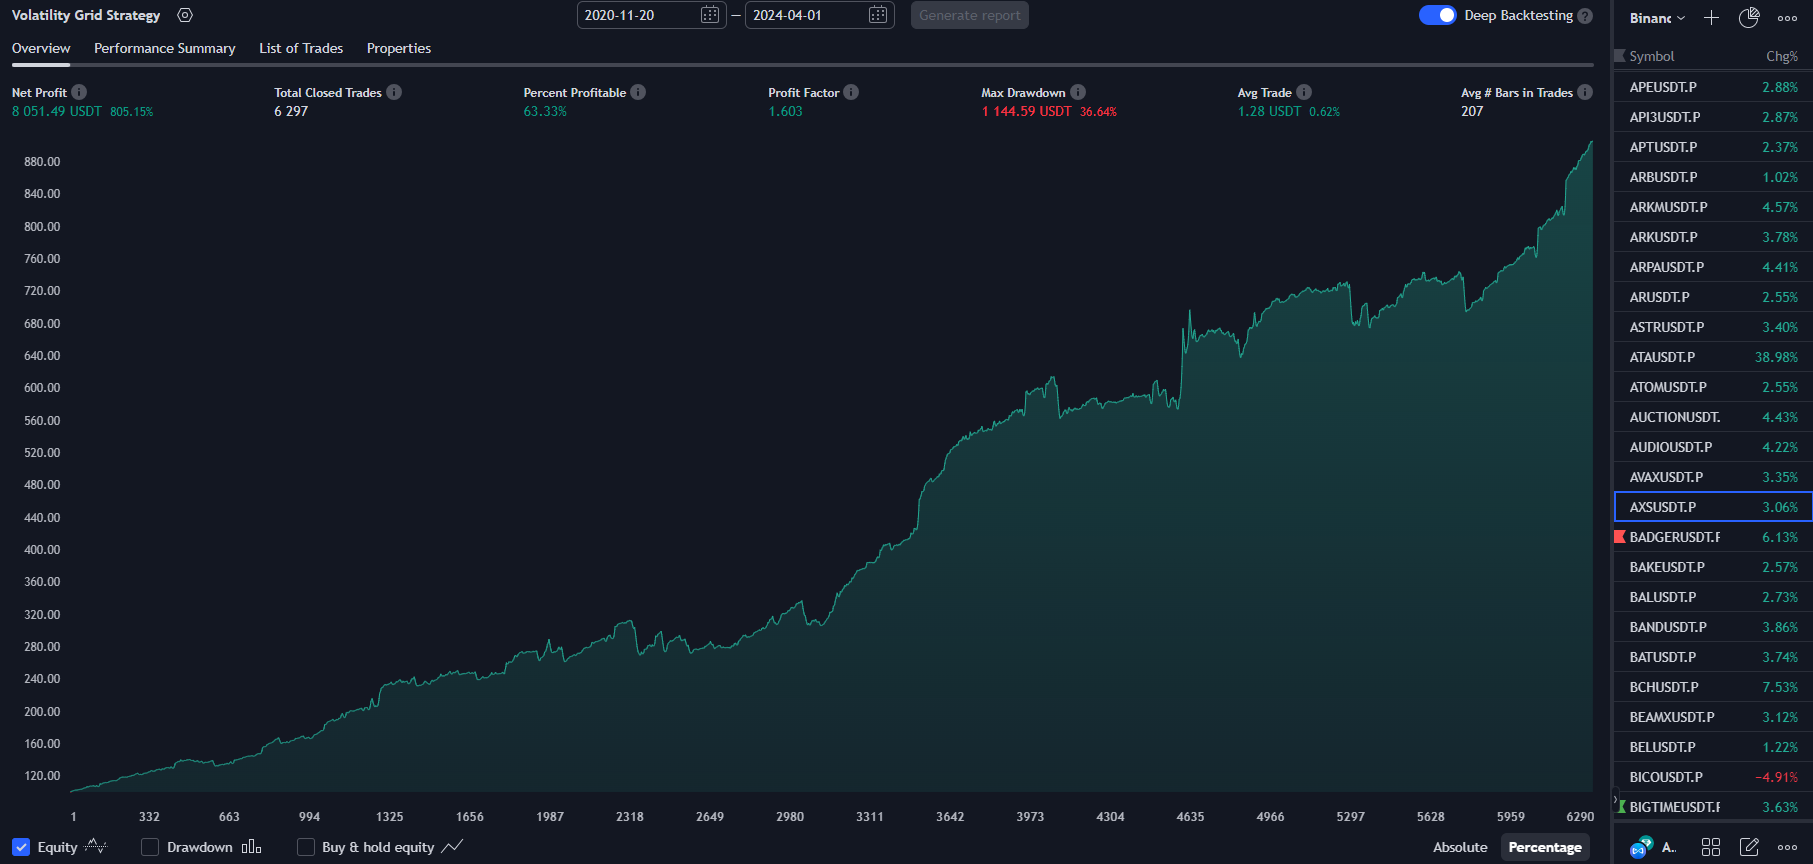 Volatility Grid Strategy
2020-11-20 — 2024-04-01
Generate report
Deep Backtesting
Overview Performance Summary List of Trades Properties
Net Profit Total Closed Trades Percent Profitable Profit Factor Max Drawdown Avg Trade Avg # Bars in Trades
8 051.49 USDT 805.15% 6 297 63.33% 1.603 1 144.59 USDT 36.64% 1.28 USDT 0.62% 207
880.00
840.00
800.00
760.00
720.00
680.00
640.00
600.00
560.00
520.00
480.00
440.00
400.00
360.00
320.00
280.00
240.00
200.00
160.00
120.00
1 332 663 994 1325 1656 1987 2318 2649 2980 3311 3642 3973 4304 4635 4966 5297 5628 5959 6290
Equity Drawdown Buy & hold equity Absolute Percentage
Binanc
Symbol Chg%
APEUSDT.P 2.88%
API3USDT.P 2.87%
APTUSDT.P 2.37%
ARBUSDT.P 1.02%
ARKMUSDT.P 4.57%
ARKUSDT.P 3.78%
ARPAUSDT.P 4.41%
ARUSDT.P 2.55%
ASTRUSDT.P 3.40%
ATAUSDT.P 38.98%
ATOMUSDT.P 2.55%
AUCTIONUSDT. 4.43%
AUDIOUSDT.P 4.22%
AVAXUSDT.P 3.35%
AXSUSDT.P 3.06%
BADGERUSDT.F 6.13%
BAKEUSDT.P 2.57%
BALUSDT.P 2.73%
BANDUSDT.P 3.86%
BATUSDT.P 3.74%
BCHUSDT.P 7.53%
BEAMXUSDT.P 3.12%
BELUSDT.P 1.22%
BICOUSDT.P −4.91%
BIGTIMEUSDT.F 3.63%
A..